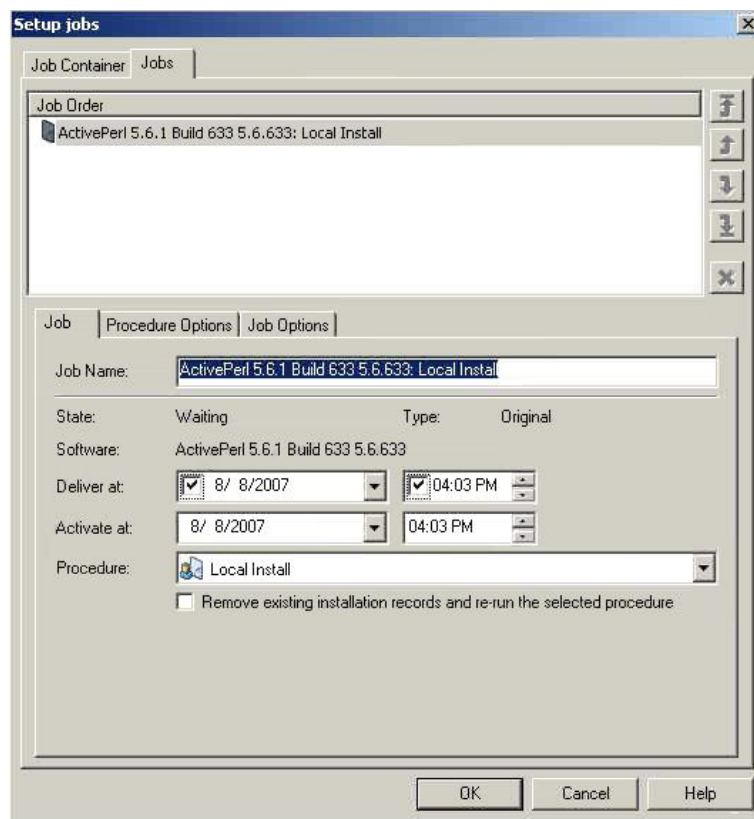 Setup jobs
Job Container Jobs
Job Order
ActivePerl 5.6.1 Build 633 5.6.633: Local Install
Job Procedure Options Job Options
Job Name: ActivePerl 5.6.1 Build 633 5.6.633: Local Install
State: Waiting Type: Original
Software: ActivePerl 5.6.1 Build 633 5.6.633
Deliver at: 8/ 8/2007 04:03 PM
Activate at: 8/ 8/2007 04:03 PM
Procedure: Local Install
Remove existing installation records and re-run the selected procedure
OK Cancel Help